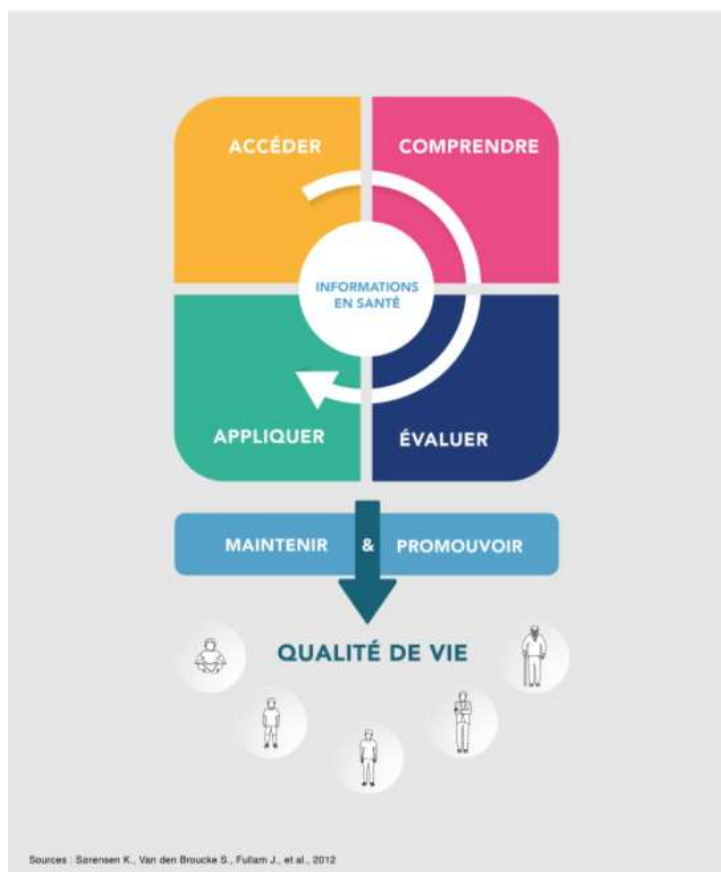 ACCÉDER
COMPRENDRE
INFORMATIONS
EN SANTÉ
APPLIQUER
ÉVALUER
MAINTENIR & PROMOUVOIR
QUALITÉ DE VIE
Sources : Sørensen K., Van den Broucke S., Fullam J., et al., 2012